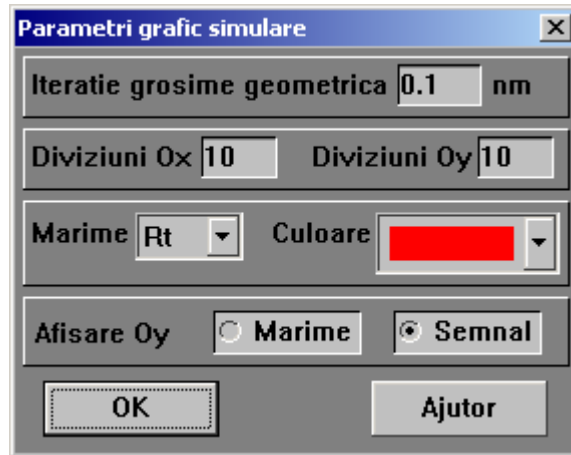 Parametri grafic simulare
Iteratie grosime geometrica 0.1 nm
Diviziuni Ox 10 Diviziuni Oy 10
Marime Rt Culoare
Afisare Oy Marime Semnal
OK Ajutor